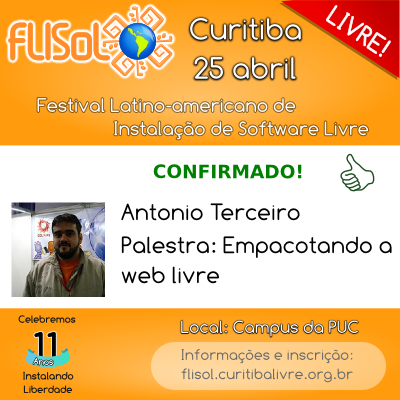 FLISoL
Curitiba
25 abril
LIVRE!
Festival Latino-americano de
Instalação de Software Livre
CONFIRMADO!
Antonio Terceiro
Palestra: Empacotando a
web livre
Celebremos
11
Anos
Instalando
Liberdade
Local: Campus da PUC
Informações e inscrição:
flisol.curitibalivre.org.br